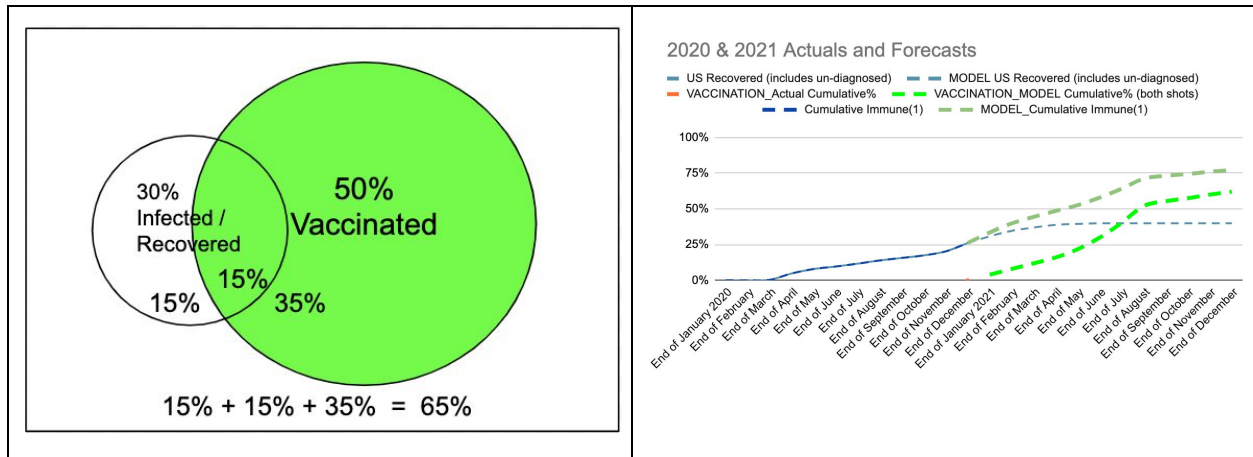 30%
Infected /
Recovered
50%
Vaccinated
15%
15%
35%
15% + 15% + 35% = 65%
2020 & 2021 Actuals and Forecasts
US Recovered (includes un-diagnosed) MODEL US Recovered (includes un-diagnosed)
VACCINATION_Actual Cumulative% VACCINATION_MODEL Cumulative% (both shots)
Cumulative Immune(1) MODEL_Cumulative Immune(1)
100%
75%
50%
25%
0%
End of January 2020
End of February
End of March
End of April
End of May
End of June
End of July
End of August
End of September
End of October
End of November
End of December
End of January 2021
End of February
End of March
End of April
End of May
End of June
End of July
End of August
End of September
End of October
End of November
End of December